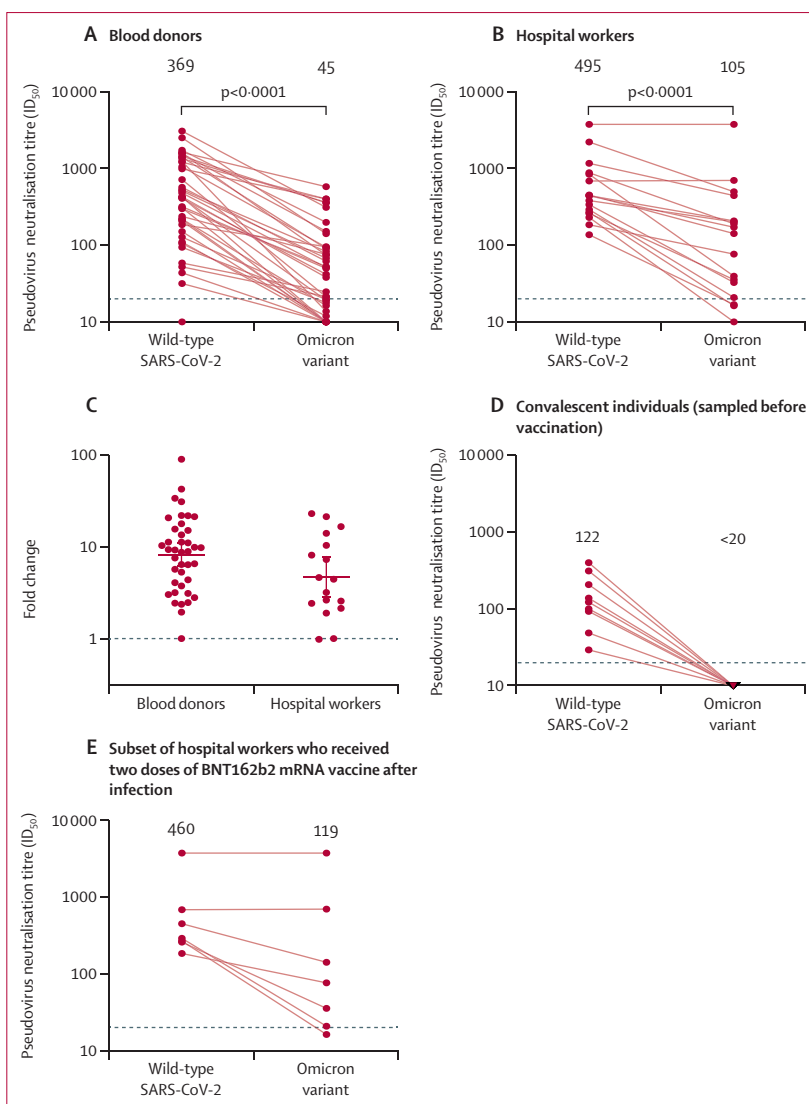 A Blood donors
369 45
p<0·0001
10 000
1000
100
10
Pseudovirus neutralisation titre (ID50)
Wild-type
SARS-CoV-2
Omicron
variant
B Hospital workers
495 105
p<0·0001
10 000
1000
100
10
Pseudovirus neutralisation titre (ID50)
Wild-type
SARS-CoV-2
Omicron
variant
C
100
10
1
Fold change
Blood donors Hospital workers
D Convalescent individuals (sampled before
vaccination)
10 000
1000
100
10
122 <20
Pseudovirus neutralisation titre (ID50)
Wild-type
SARS-CoV-2
Omicron
variant
E Subset of hospital workers who received
two doses of BNT162b2 mRNA vaccine after
infection
460 119
10 000
1000
100
10
Pseudovirus neutralisation titre (ID50)
Wild-type
SARS-CoV-2
Omicron
variant